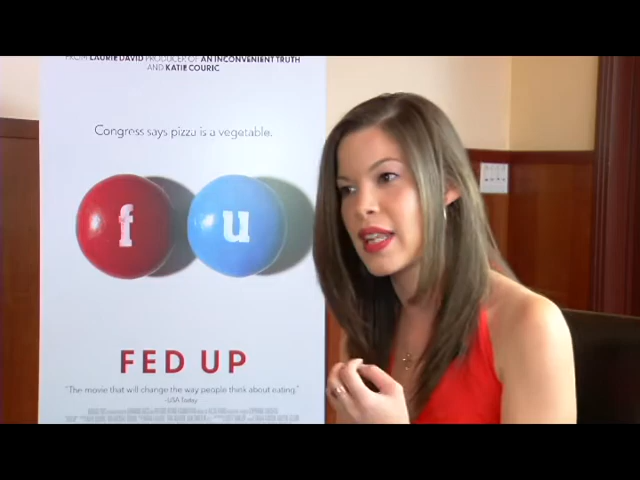 FROM LAURIE DAVID PRODUCER OF AN INCONVENIENT TRUTH
AND KATIE COURIC
Congress says pizza is a vegetable.
f u
FED UP
"The movie that will change the way people think about eating."
-USA Today